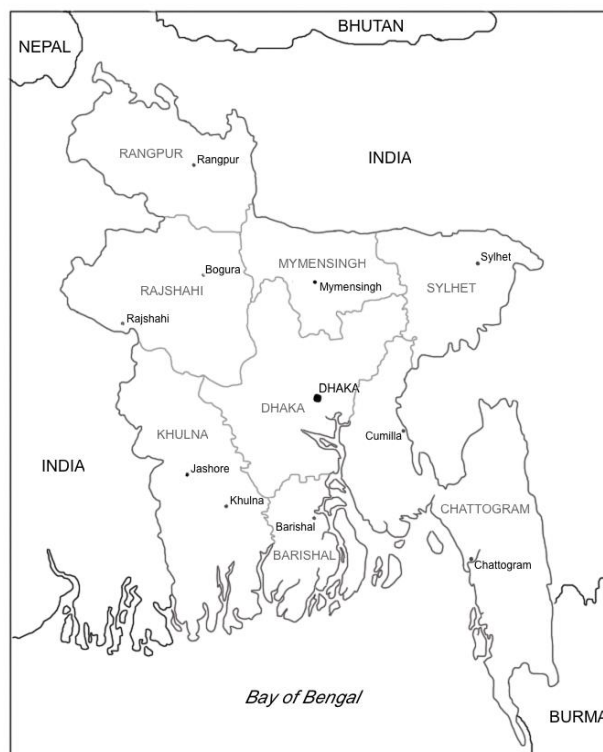 BHUTAN
NEPAL
INDIA
RANGPUR
Rangpur
MYMENSINGH
Mymensingh
Sylhet
SYLHET
Bogura
RAJSHAHI
Rajshahi
DHAKA
DHAKA
Cumilla
KHULNA
INDIA
Jashore
Khulna
Barishal
BARISHAL
CHATTOGRAM
Chattogram
Bay of Bengal
BURMA